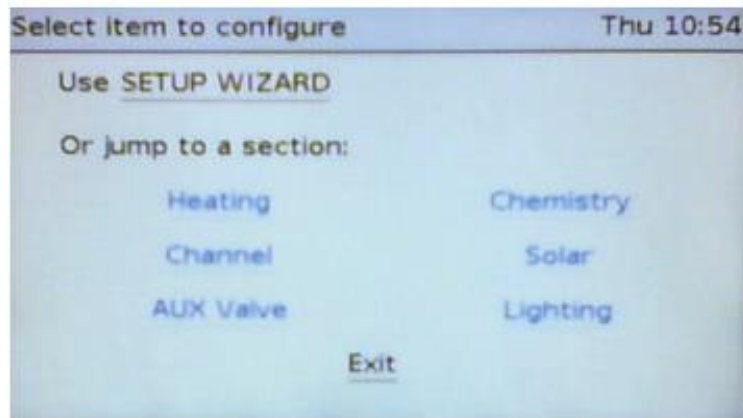 Select item to configure Thu 10:54
Use SETUP WIZARD
Or jump to a section:
Heating Chemistry
Channel Solar
AUX Valve Lighting
Exit